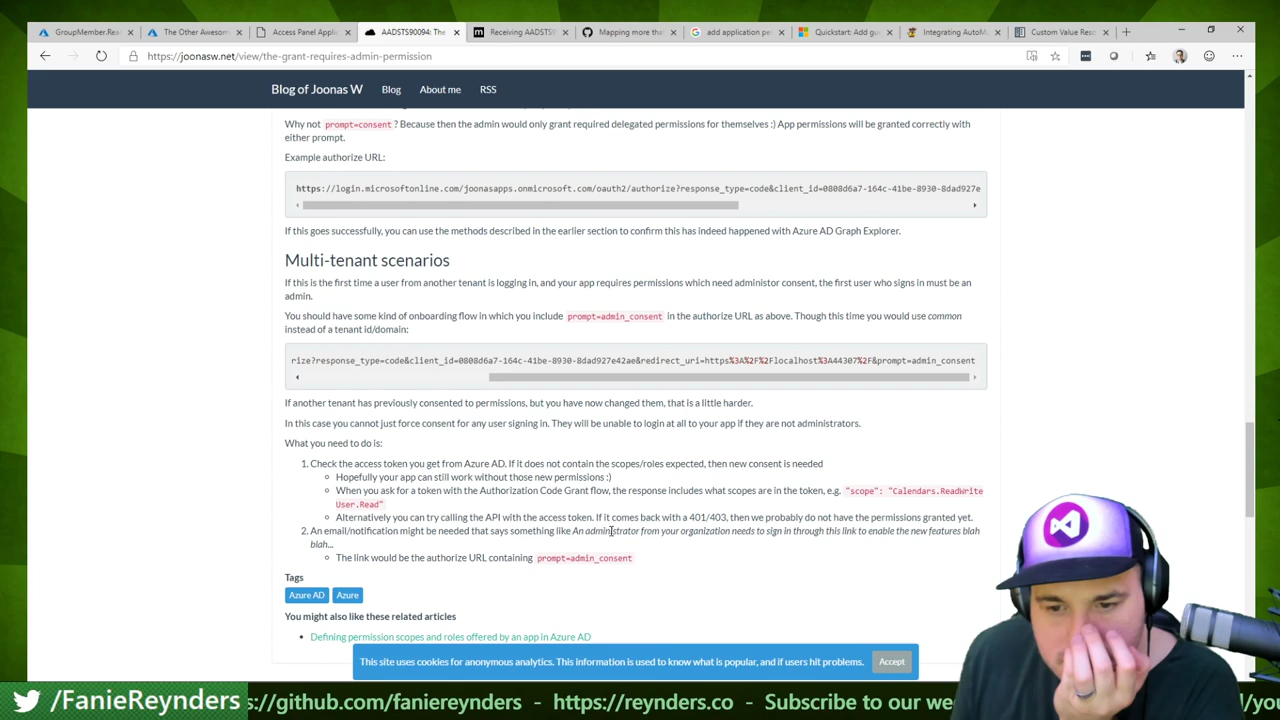 GroupMember.Rea
The Other Awesom
Access Panel Applic
AADSTS90094: The
Receiving AADSTS9
Mapping more tha
add application pe
Quickstart: Add gu
Integrating AutoM
Custom Value Reso
https://joonasw.net/view/the-grant-requires-admin-permission
Blog of Joonas W Blog About me RSS
Why not prompt=consent? Because then the admin would only grant required delegated permissions for themselves :) App permissions will be granted correctly with
either prompt.
Example authorize URL:
https://login.microsoftonline.com/joonasapps.onmicrosoft.com/oauth2/authorize?response_type=code&client_id=0808d6a7-164c-41be-8930-8dad927e
If this goes successfully, you can use the methods described in the earlier section to confirm this has indeed happened with Azure AD Graph Explorer.
Multi-tenant scenarios
If this is the first time a user from another tenant is logging in, and your app requires permissions which need administor consent, the first user who signs in must be an
admin.
You should have some kind of onboarding flow in which you include prompt=admin_consent in the authorize URL as above. Though this time you would use common
instead of a tenant id/domain:
rize?response_type=code&client_id=0808d6a7-164c-41be-8930-8dad927e42ae&redirect_uri=https%3A%2F%2Flocalhost%3A44307%2F&prompt=admin_consent
If another tenant has previously consented to permissions, but you have now changed them, that is a little harder.
In this case you cannot just force consent for any user signing in. They will be unable to login at all to your app if they are not administrators.
What you need to do is:
1. Check the access token you get from Azure AD. If it does not contain the scopes/roles expected, then new consent is needed
Hopefully your app can still work without those new permissions :)
When you ask for a token with the Authorization Code Grant flow, the response includes what scopes are in the token, e.g. "scope": "Calendars.ReadWrite
User.Read"
Alternatively you can try calling the API with the access token. If it comes back with a 401/403, then we probably do not have the permissions granted yet.
2. An email/notification might be needed that says something like An administrator from your organization needs to sign in through this link to enable the new features blah
blah...
The link would be the authorize URL containing prompt=admin_consent
Tags
Azure AD Azure
You might also like these related articles
Defining permission scopes and roles offered by an app in Azure AD
This site uses cookies for anonymous analytics. This information is used to know what is popular, and if users hit problems. Accept
/FanieReynders s://github.com/faniereynders - https://reynders.co - Subscribe to our we